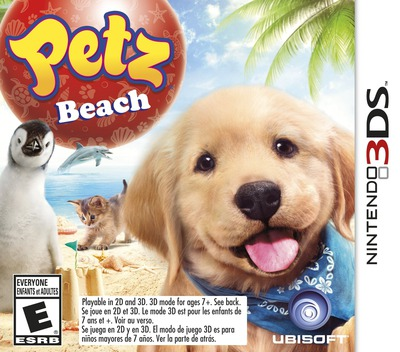 Petz
Beach
NINTENDO 3DS™
EVERYONE
ENFANTS et ADULTES
E
ESRB
Playable in 2D and 3D. 3D mode for ages 7+. See back.
Se joue en 2D et 3D. Le mode 3D est pour les enfants de
7 ans et +. Voir au verso.
Se juega en 2D y en 3D. El modo de juego 3D es para
niños mayores de 7 años. Ver la parte de atrás.
UBISOFT